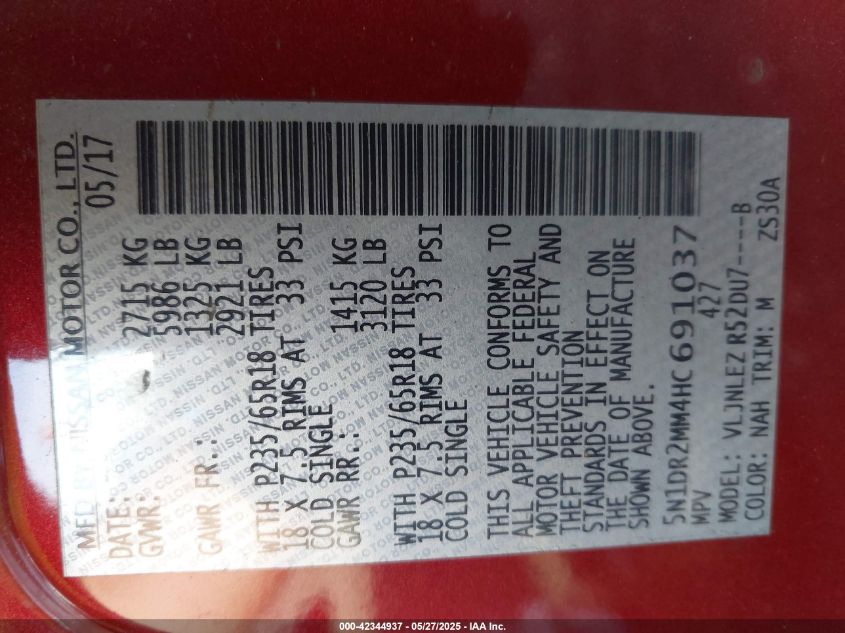 MFD BY NISSAN MOTOR CO., LTD.
DATE: 05/17
GVWR: 2715 KG
5986 LB
GAWR FR.: 1325 KG
2921 LB
WITH P235/65R18 TIRES
18 X 7.5 RIMS AT 33 PSI
COLD SINGLE
GAWR RR.: 1415 KG
3120 LB
WITH P235/65R18 TIRES
18 X 7.5 RIMS AT 33 PSI
COLD SINGLE
THIS VEHICLE CONFORMS TO
ALL APPLICABLE FEDERAL
MOTOR VEHICLE SAFETY AND
THEFT PREVENTION
STANDARDS IN EFFECT ON
THE DATE OF MANUFACTURE
SHOWN ABOVE.
5N1DR2MM4HC691037
MPV 427
MODEL: VLJNLEZ R52DU7----B
COLOR: NAH TRIM: M ZS30A
000-42344937 - 05/27/2025 - IAA Inc.